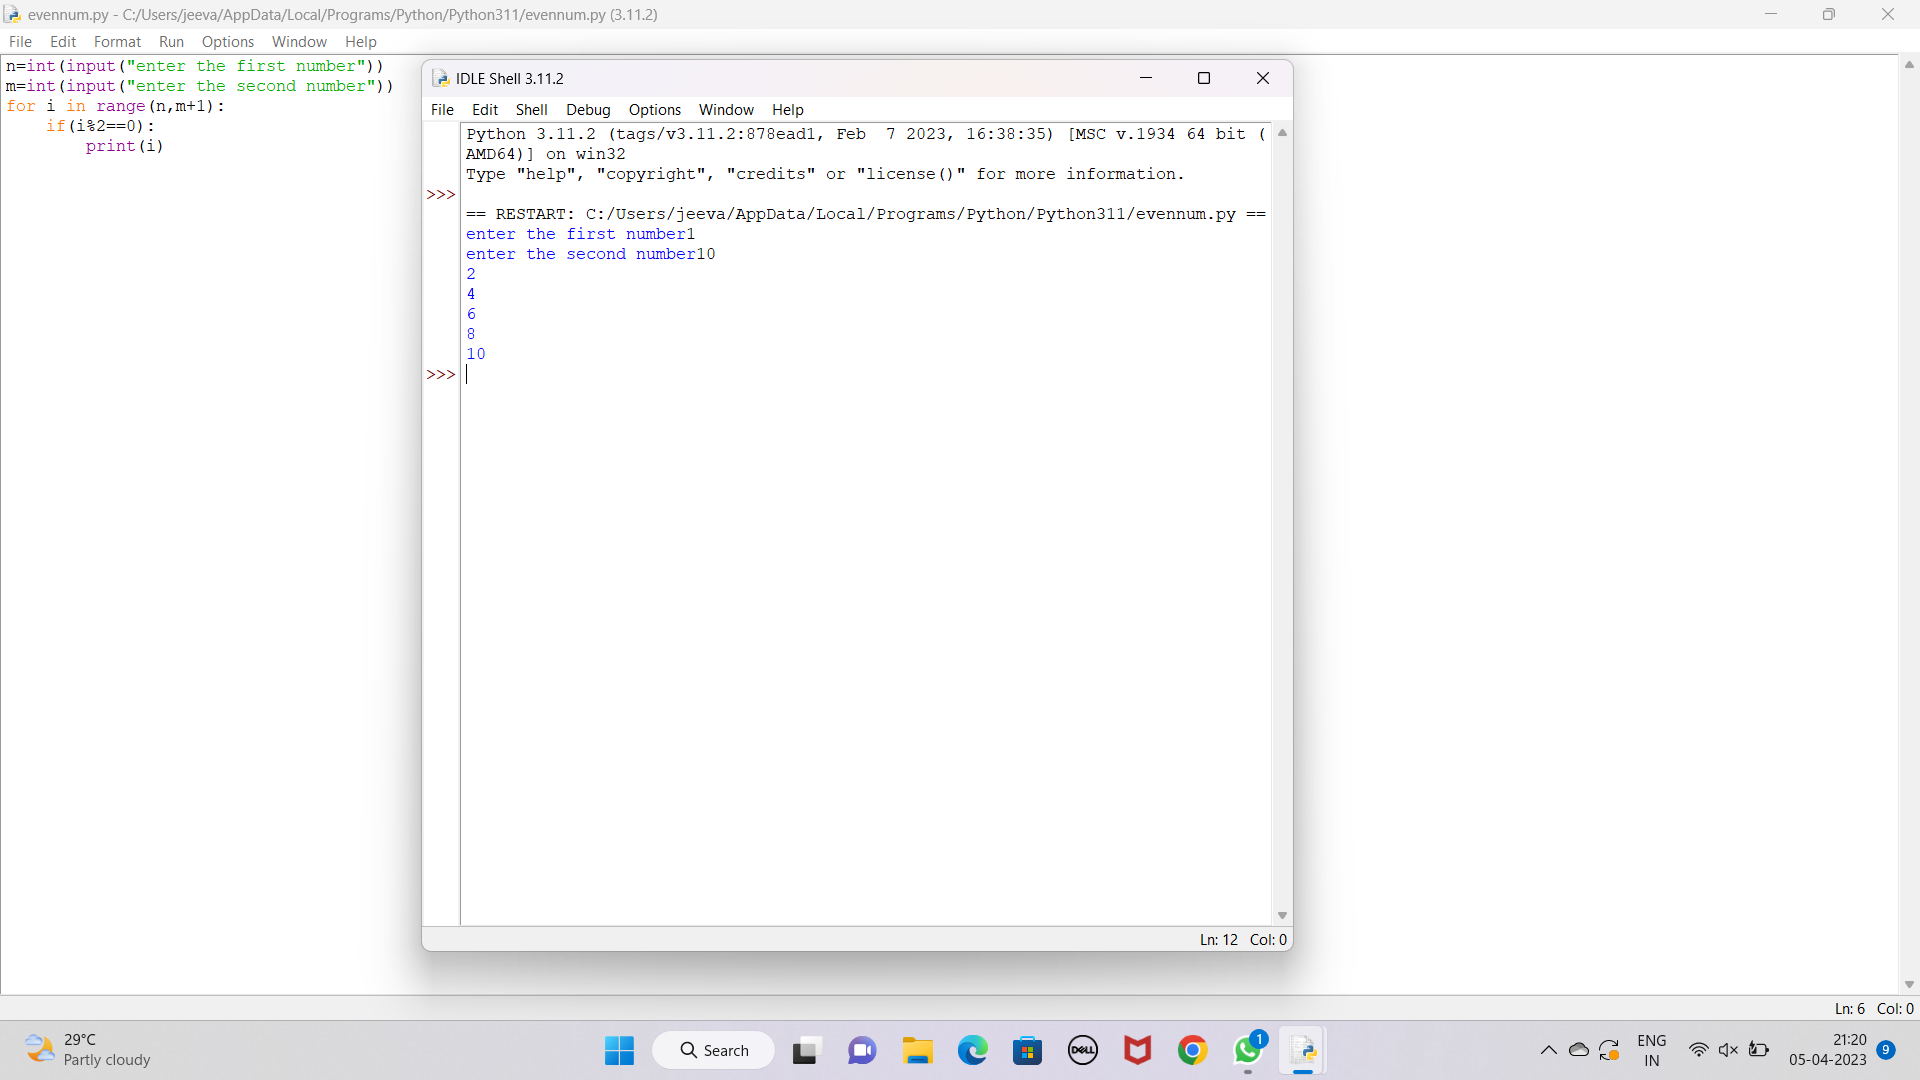 evennum.py - C:/Users/jeeva/AppData/Local/Programs/Python/Python311/evennum.py (3.11.2)
File Edit Format Run Options Window Help
n=int(input("enter the first number"))
m=int(input("enter the second number"))
for i in range(n,m+1):
    if(i%2==0):
        print(i)
IDLE Shell 3.11.2
File Edit Shell Debug Options Window Help
Python 3.11.2 (tags/v3.11.2:878ead1, Feb  7 2023, 16:38:35) [MSC v.1934 64 bit (
AMD64)] on win32
Type "help", "copyright", "credits" or "license()" for more information.
>>>
== RESTART: C:/Users/jeeva/AppData/Local/Programs/Python/Python311/evennum.py ==
enter the first number1
enter the second number10
2
4
6
8
10
>>>
Ln: 12 Col: 0
Ln: 6 Col: 0
29°C
Partly cloudy
Search
DELL
1
ENG
IN
21:20
05-04-2023
9